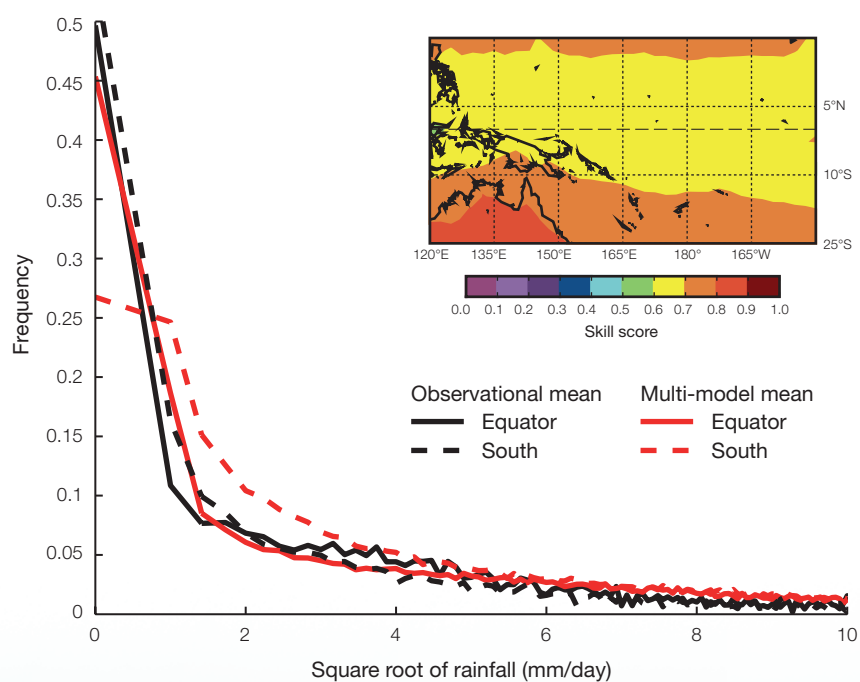 0.5
0.45
0.4
0.35
0.3
0.25
0.2
0.15
0.1
0.05
0
Frequency
0 2 4 6 8 10
Square root of rainfall (mm/day)
5°N
10°S
25°S
120°E 135°E 150°E 165°E 180° 165°W
0.0 0.1 0.2 0.3 0.4 0.5 0.6 0.7 0.8 0.9 1.0
Skill score
Observational mean Multi-model mean
Equator Equator
South South